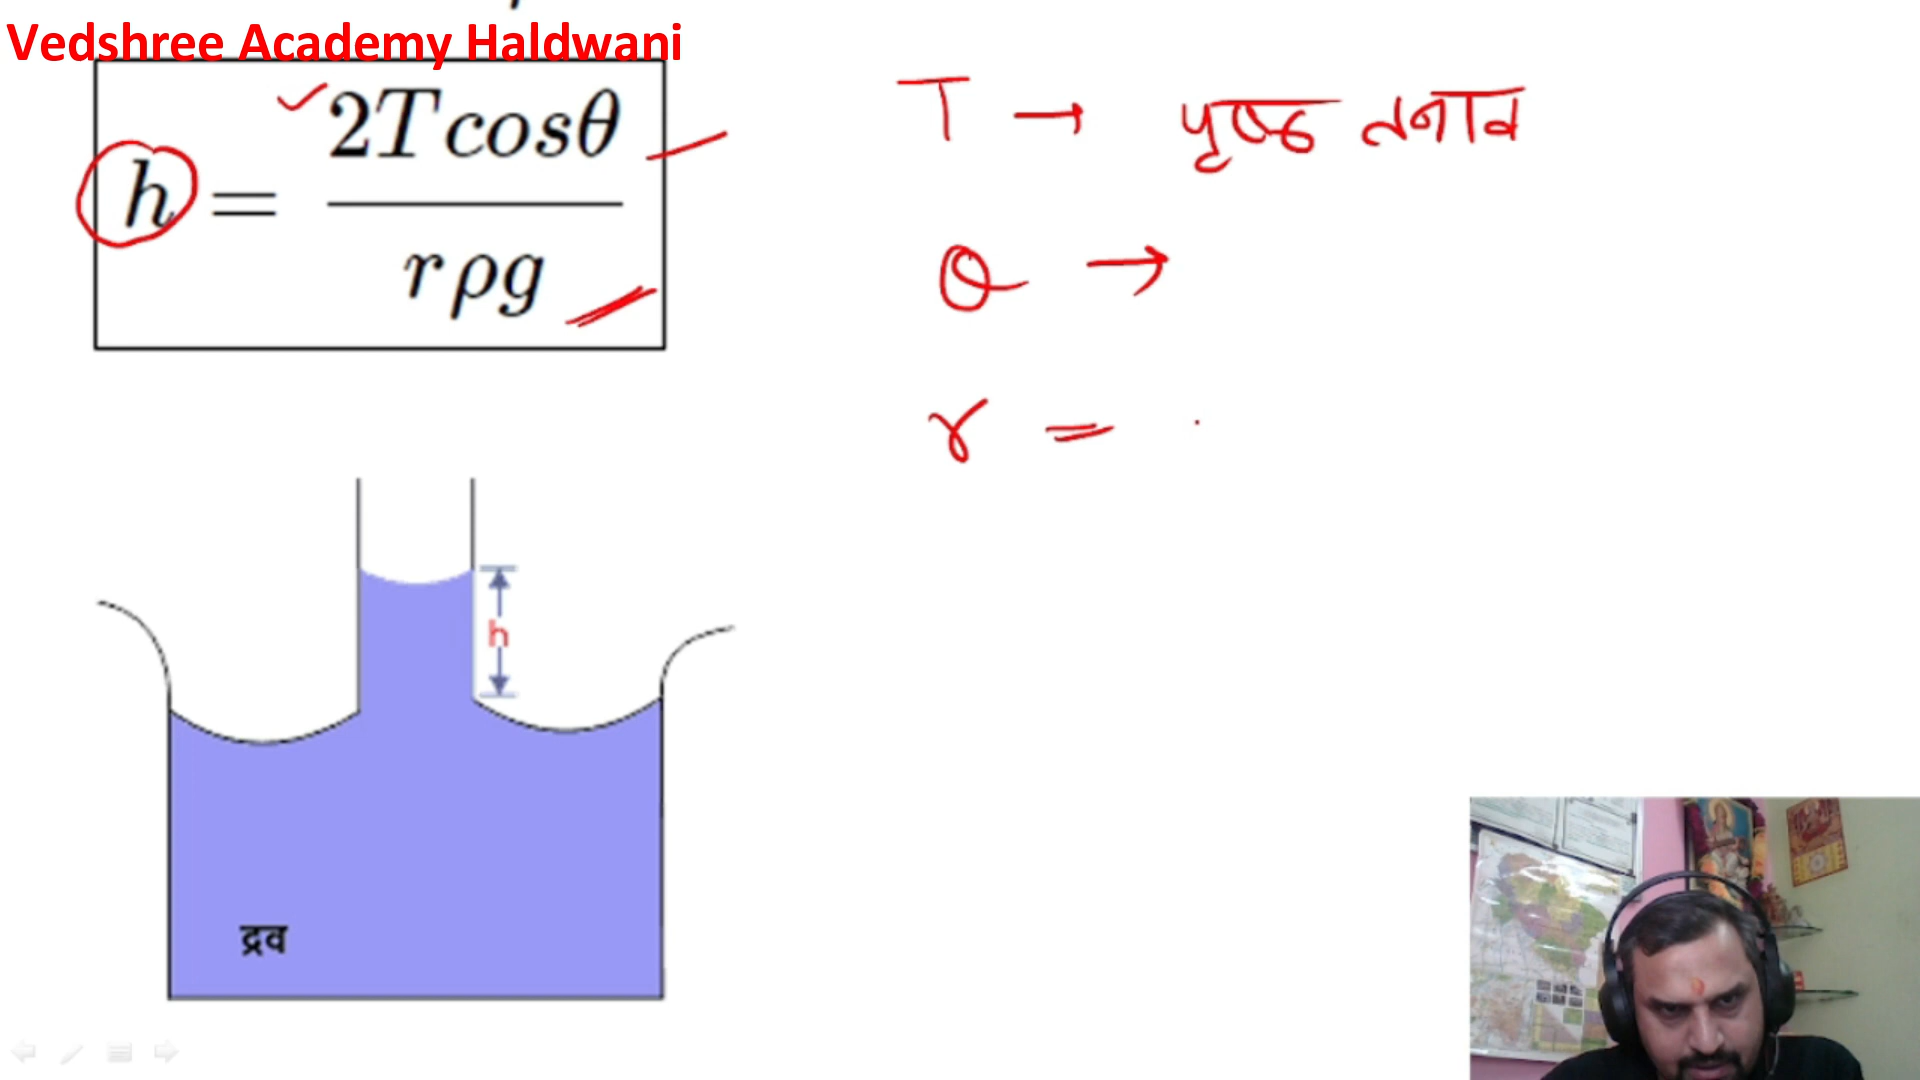 Vedshree Academy Haldwani
h = 2Tcosθ / rρg
T → पृष्ठ तनाव
θ →
r =
h
द्रव